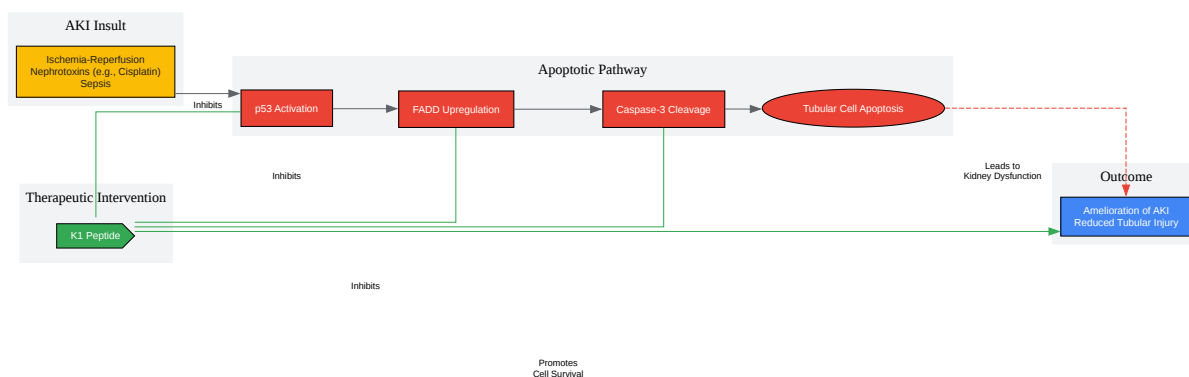 AKI Insult
Ischemia-Reperfusion
Nephrotoxins (e.g., Cisplatin)
Sepsis
Apoptotic Pathway
Inhibits
p53 Activation
FADD Upregulation
Caspase-3 Cleavage
Tubular Cell Apoptosis
Inhibits
Leads to
Kidney Dysfunction
Therapeutic Intervention
K1 Peptide
Outcome
Amelioration of AKI
Reduced Tubular Injury
Inhibits
Promotes
Cell Survival